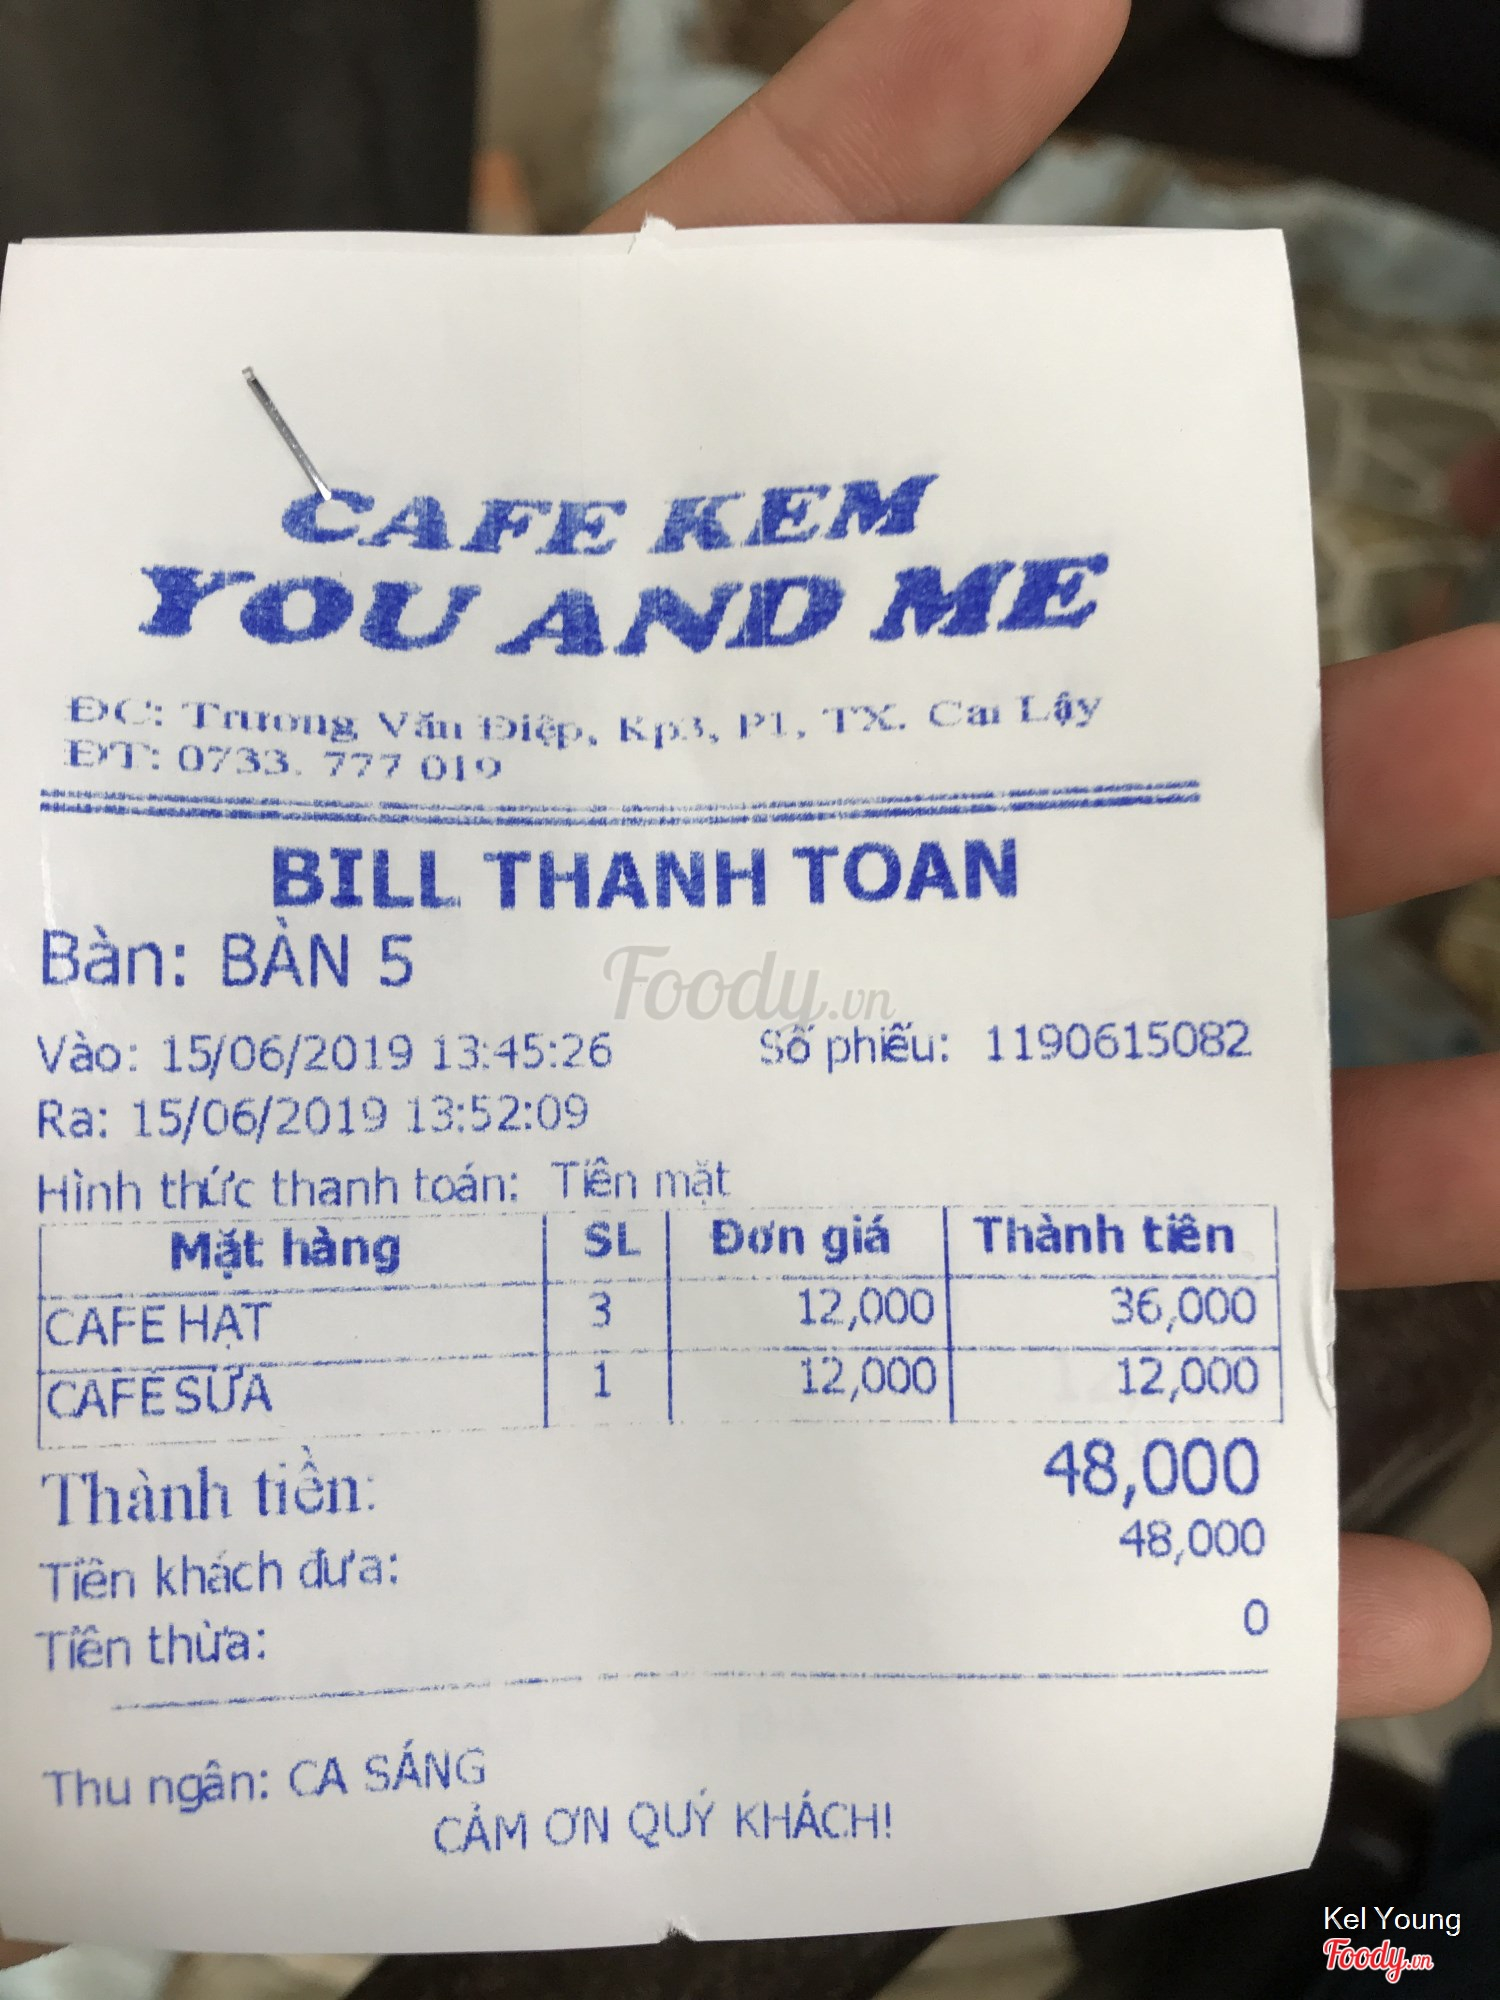 CAFE KEM
YOU AND ME
ĐC: Trương Văn Điệp, Kp3, P1, TX. Cai Lậy
ĐT: 0733. 777 019
BILL THANH TOAN
Bàn: BÀN 5
Foody.vn
Vào: 15/06/2019 13:45:26 Số phiếu: 1190615082
Ra: 15/06/2019 13:52:09
Hình thức thanh toán: Tiền mặt
Mặt hàng SL Đơn giá Thành tiền
CAFE HẠT 3 12,000 36,000
CAFE SỮA 1 12,000 12,000
Thành tiền: 48,000
Tiền khách đưa: 48,000
Tiền thừa: 0
Thu ngân: CA SÁNG
CẢM ƠN QUÝ KHÁCH!
Kel Young
Foody.vn